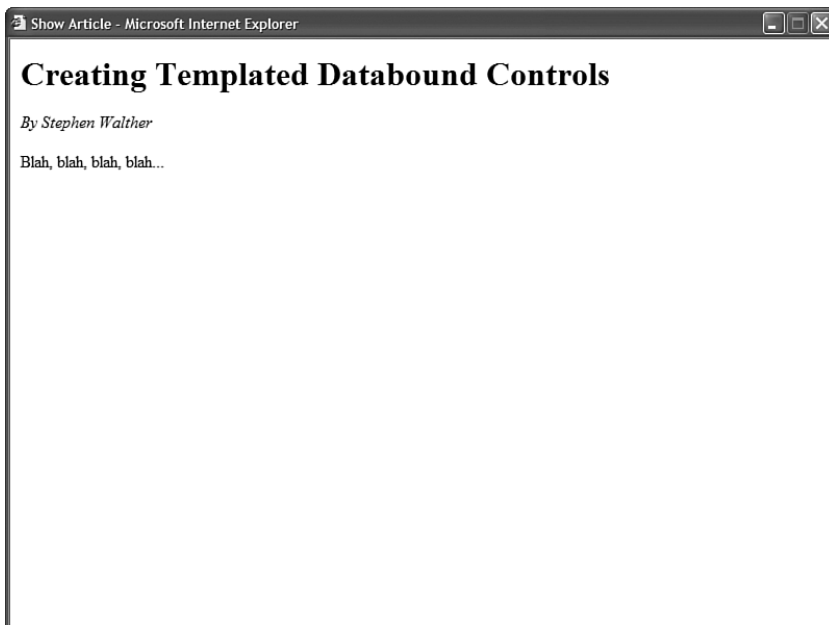 Show Article - Microsoft Internet Explorer
Creating Templated Databound Controls
By Stephen Walther
Blah, blah, blah, blah...